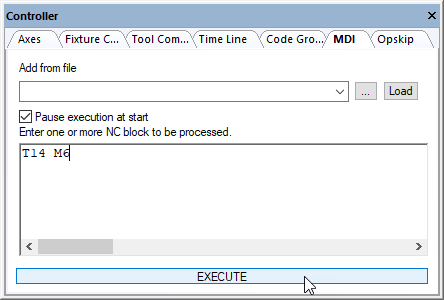 Controller
Axes Fixture C... Tool Com... Time Line Code Gro... MDI Opskip
Add from file
... Load
Pause execution at start
Enter one or more NC block to be processed.
T14 M6
EXECUTE